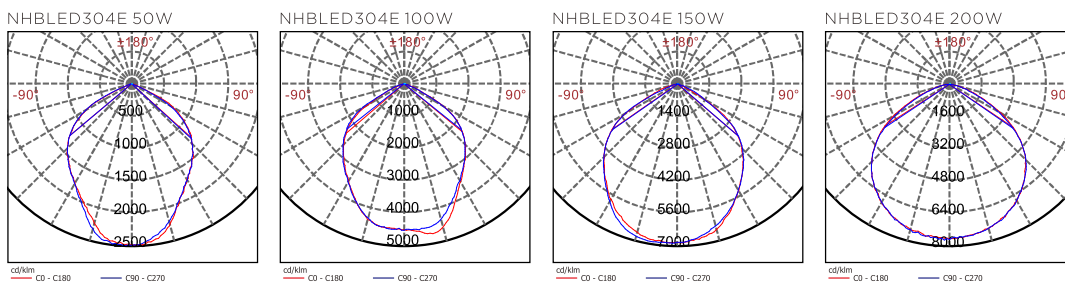 NHBLED304E 50W
±180°
-90°
90°
500
1000
1500
2000
2500
cd/klm
C0 - C180
C90 - C270
NHBLED304E 100W
±180°
-90°
90°
1000
2000
3000
4000
5000
cd/klm
C0 - C180
C90 - C270
NHBLED304E 150W
±180°
-90°
90°
1400
2800
4200
5600
7000
cd/klm
C0 - C180
C90 - C270
NHBLED304E 200W
±180°
-90°
90°
1600
3200
4800
6400
8000
cd/klm
C0 - C180
C90 - C270